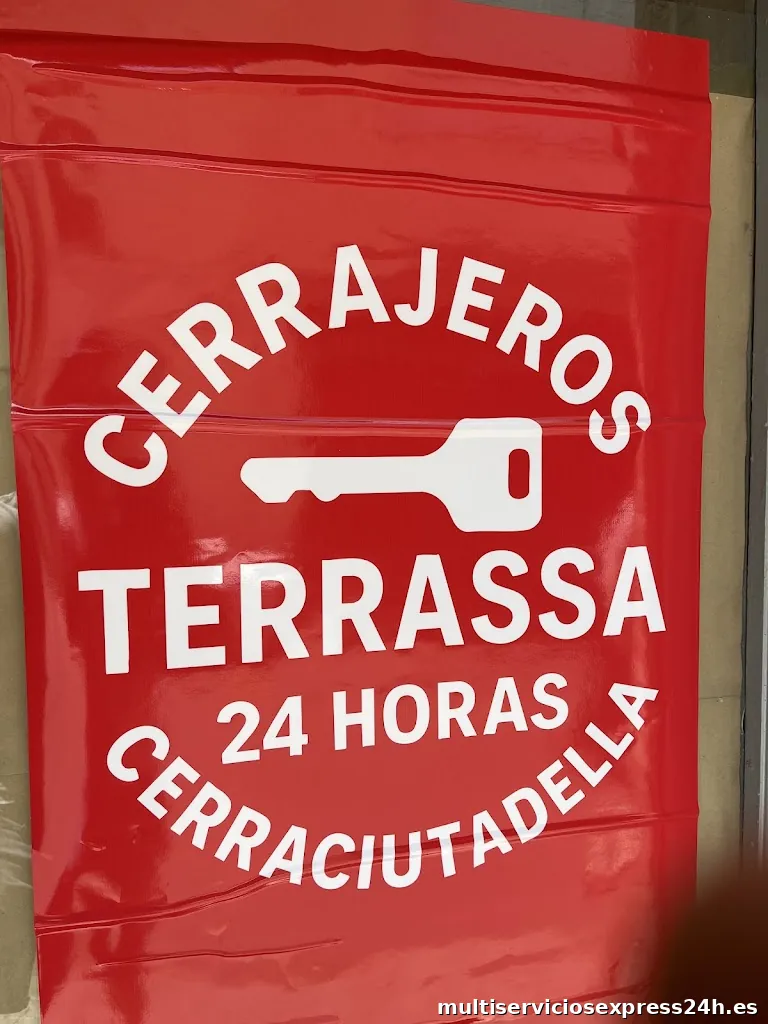 CERRAJEROS
TERRASSA
24 HORAS
CERRACIUTADELLA
multiserviciosexpress24h.es